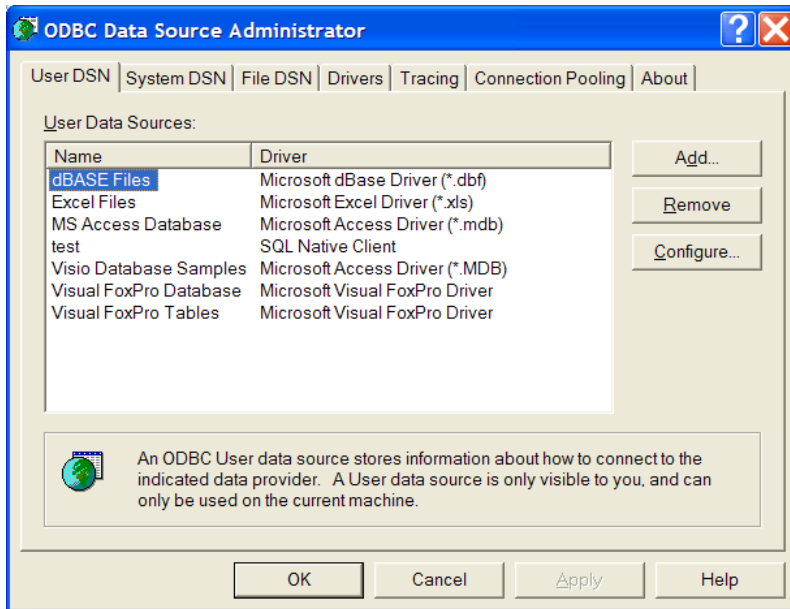 ODBC Data Source Administrator
User DSN System DSN File DSN Drivers Tracing Connection Pooling About
User Data Sources:
Name Driver
dBASE Files Microsoft dBase Driver (*.dbf)
Excel Files Microsoft Excel Driver (*.xls)
MS Access Database Microsoft Access Driver (*.mdb)
test SQL Native Client
Visio Database Samples Microsoft Access Driver (*.MDB)
Visual FoxPro Database Microsoft Visual FoxPro Driver
Visual FoxPro Tables Microsoft Visual FoxPro Driver
Add...
Remove
Configure...
An ODBC User data source stores information about how to connect to the
indicated data provider. A User data source is only visible to you, and can
only be used on the current machine.
OK Cancel Apply Help